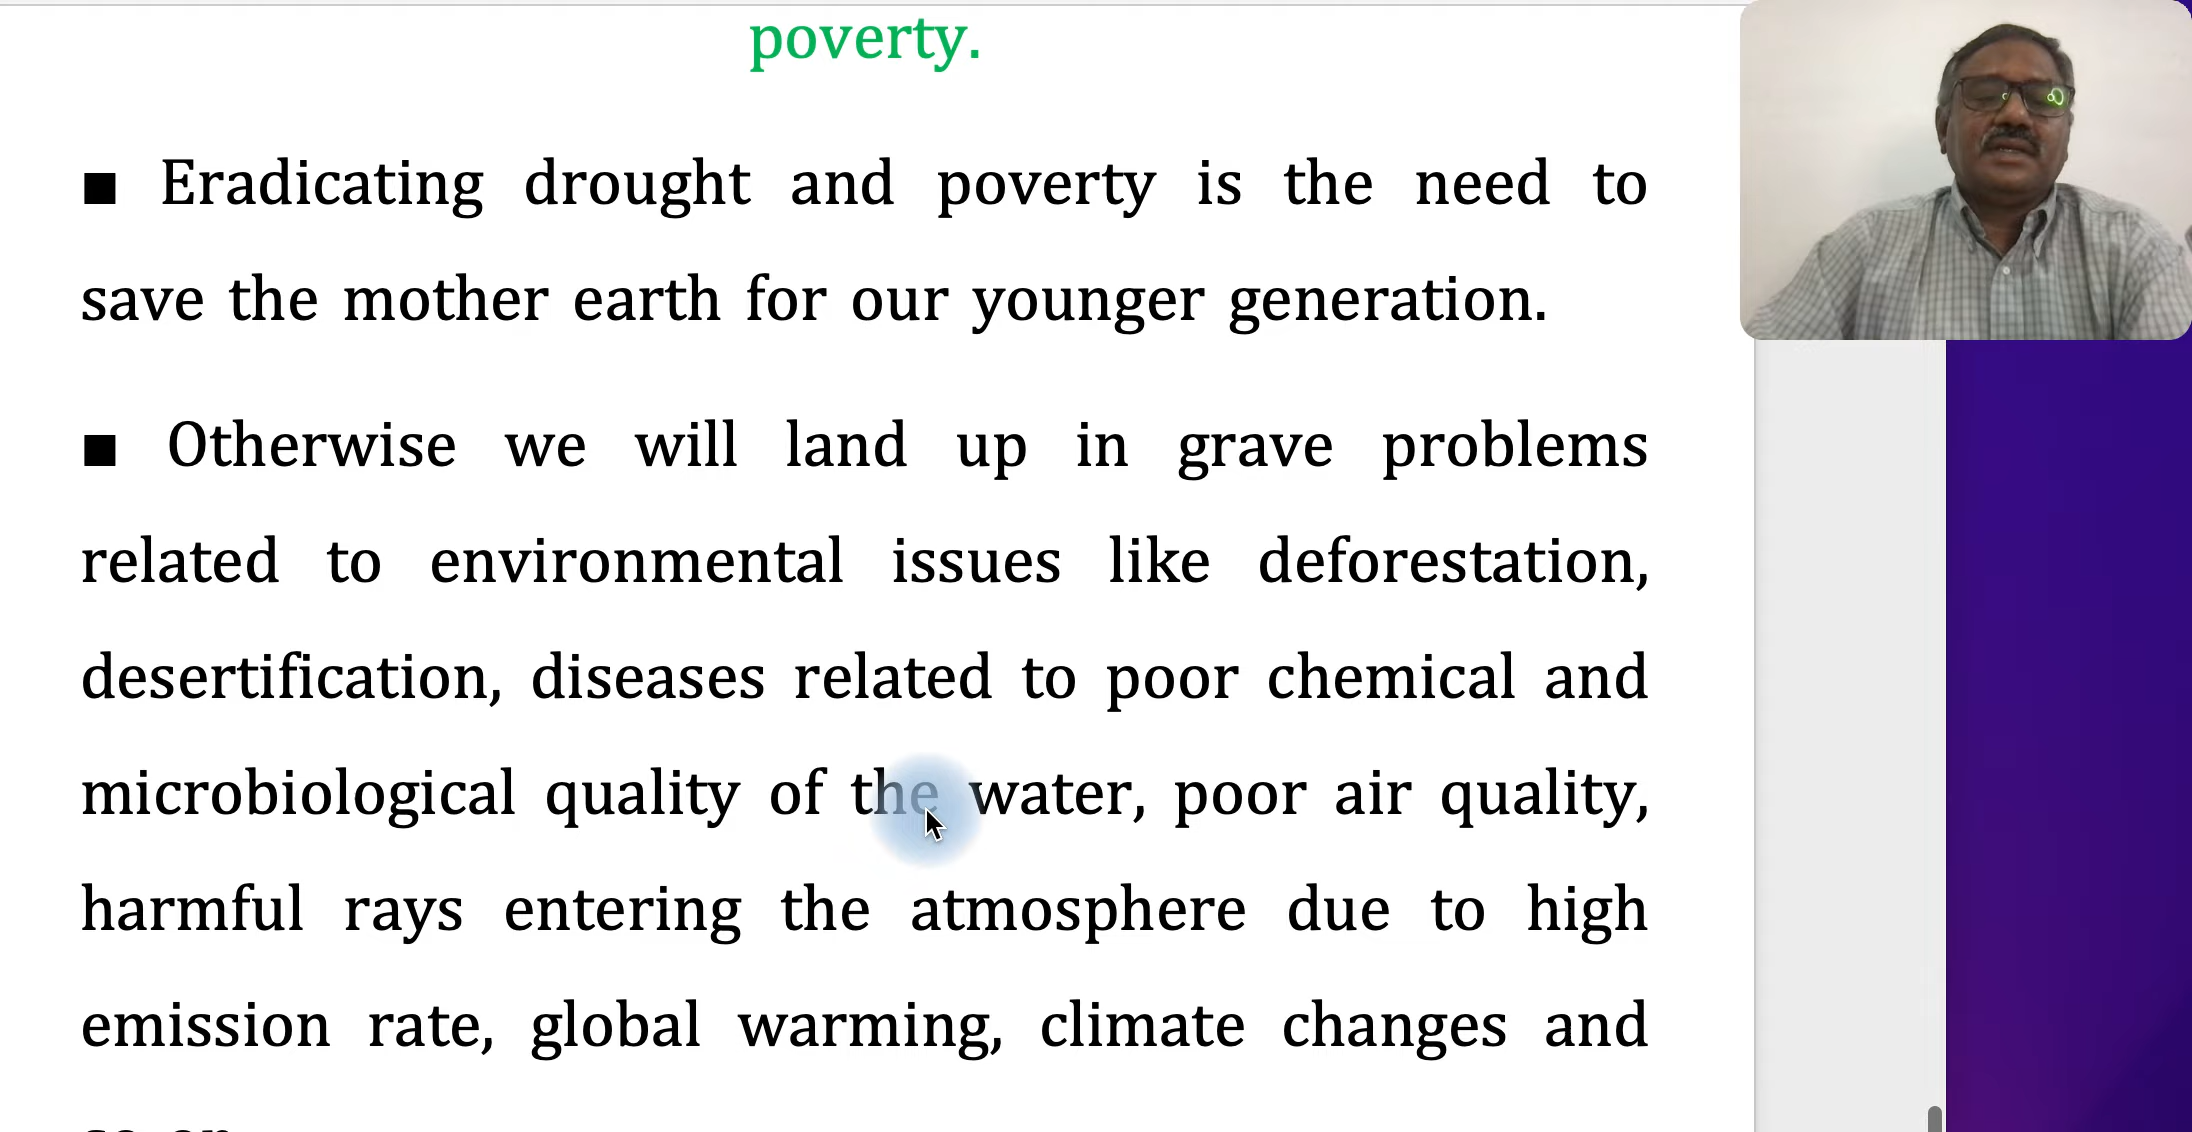 poverty.
■ Eradicating drought and poverty is the need to
save the mother earth for our younger generation.
■ Otherwise we will land up in grave problems
related to environmental issues like deforestation,
desertification, diseases related to poor chemical and
microbiological quality of the water, poor air quality,
harmful rays entering the atmosphere due to high
emission rate, global warming, climate changes and